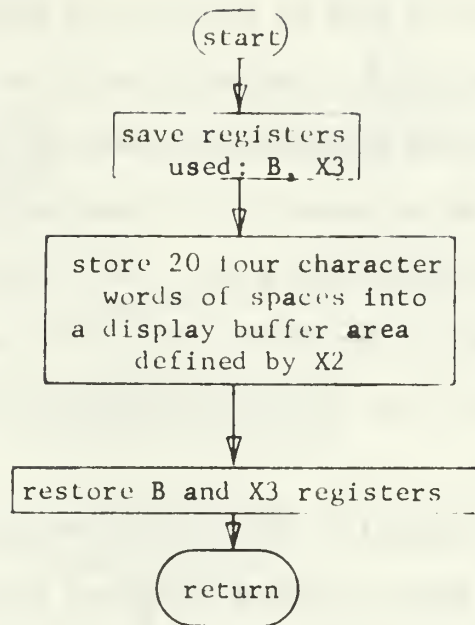 start
save registers
used: B, X3
store 20 four character
words of spaces into
a display buffer area
defined by X2
restore B and X3 registers
return